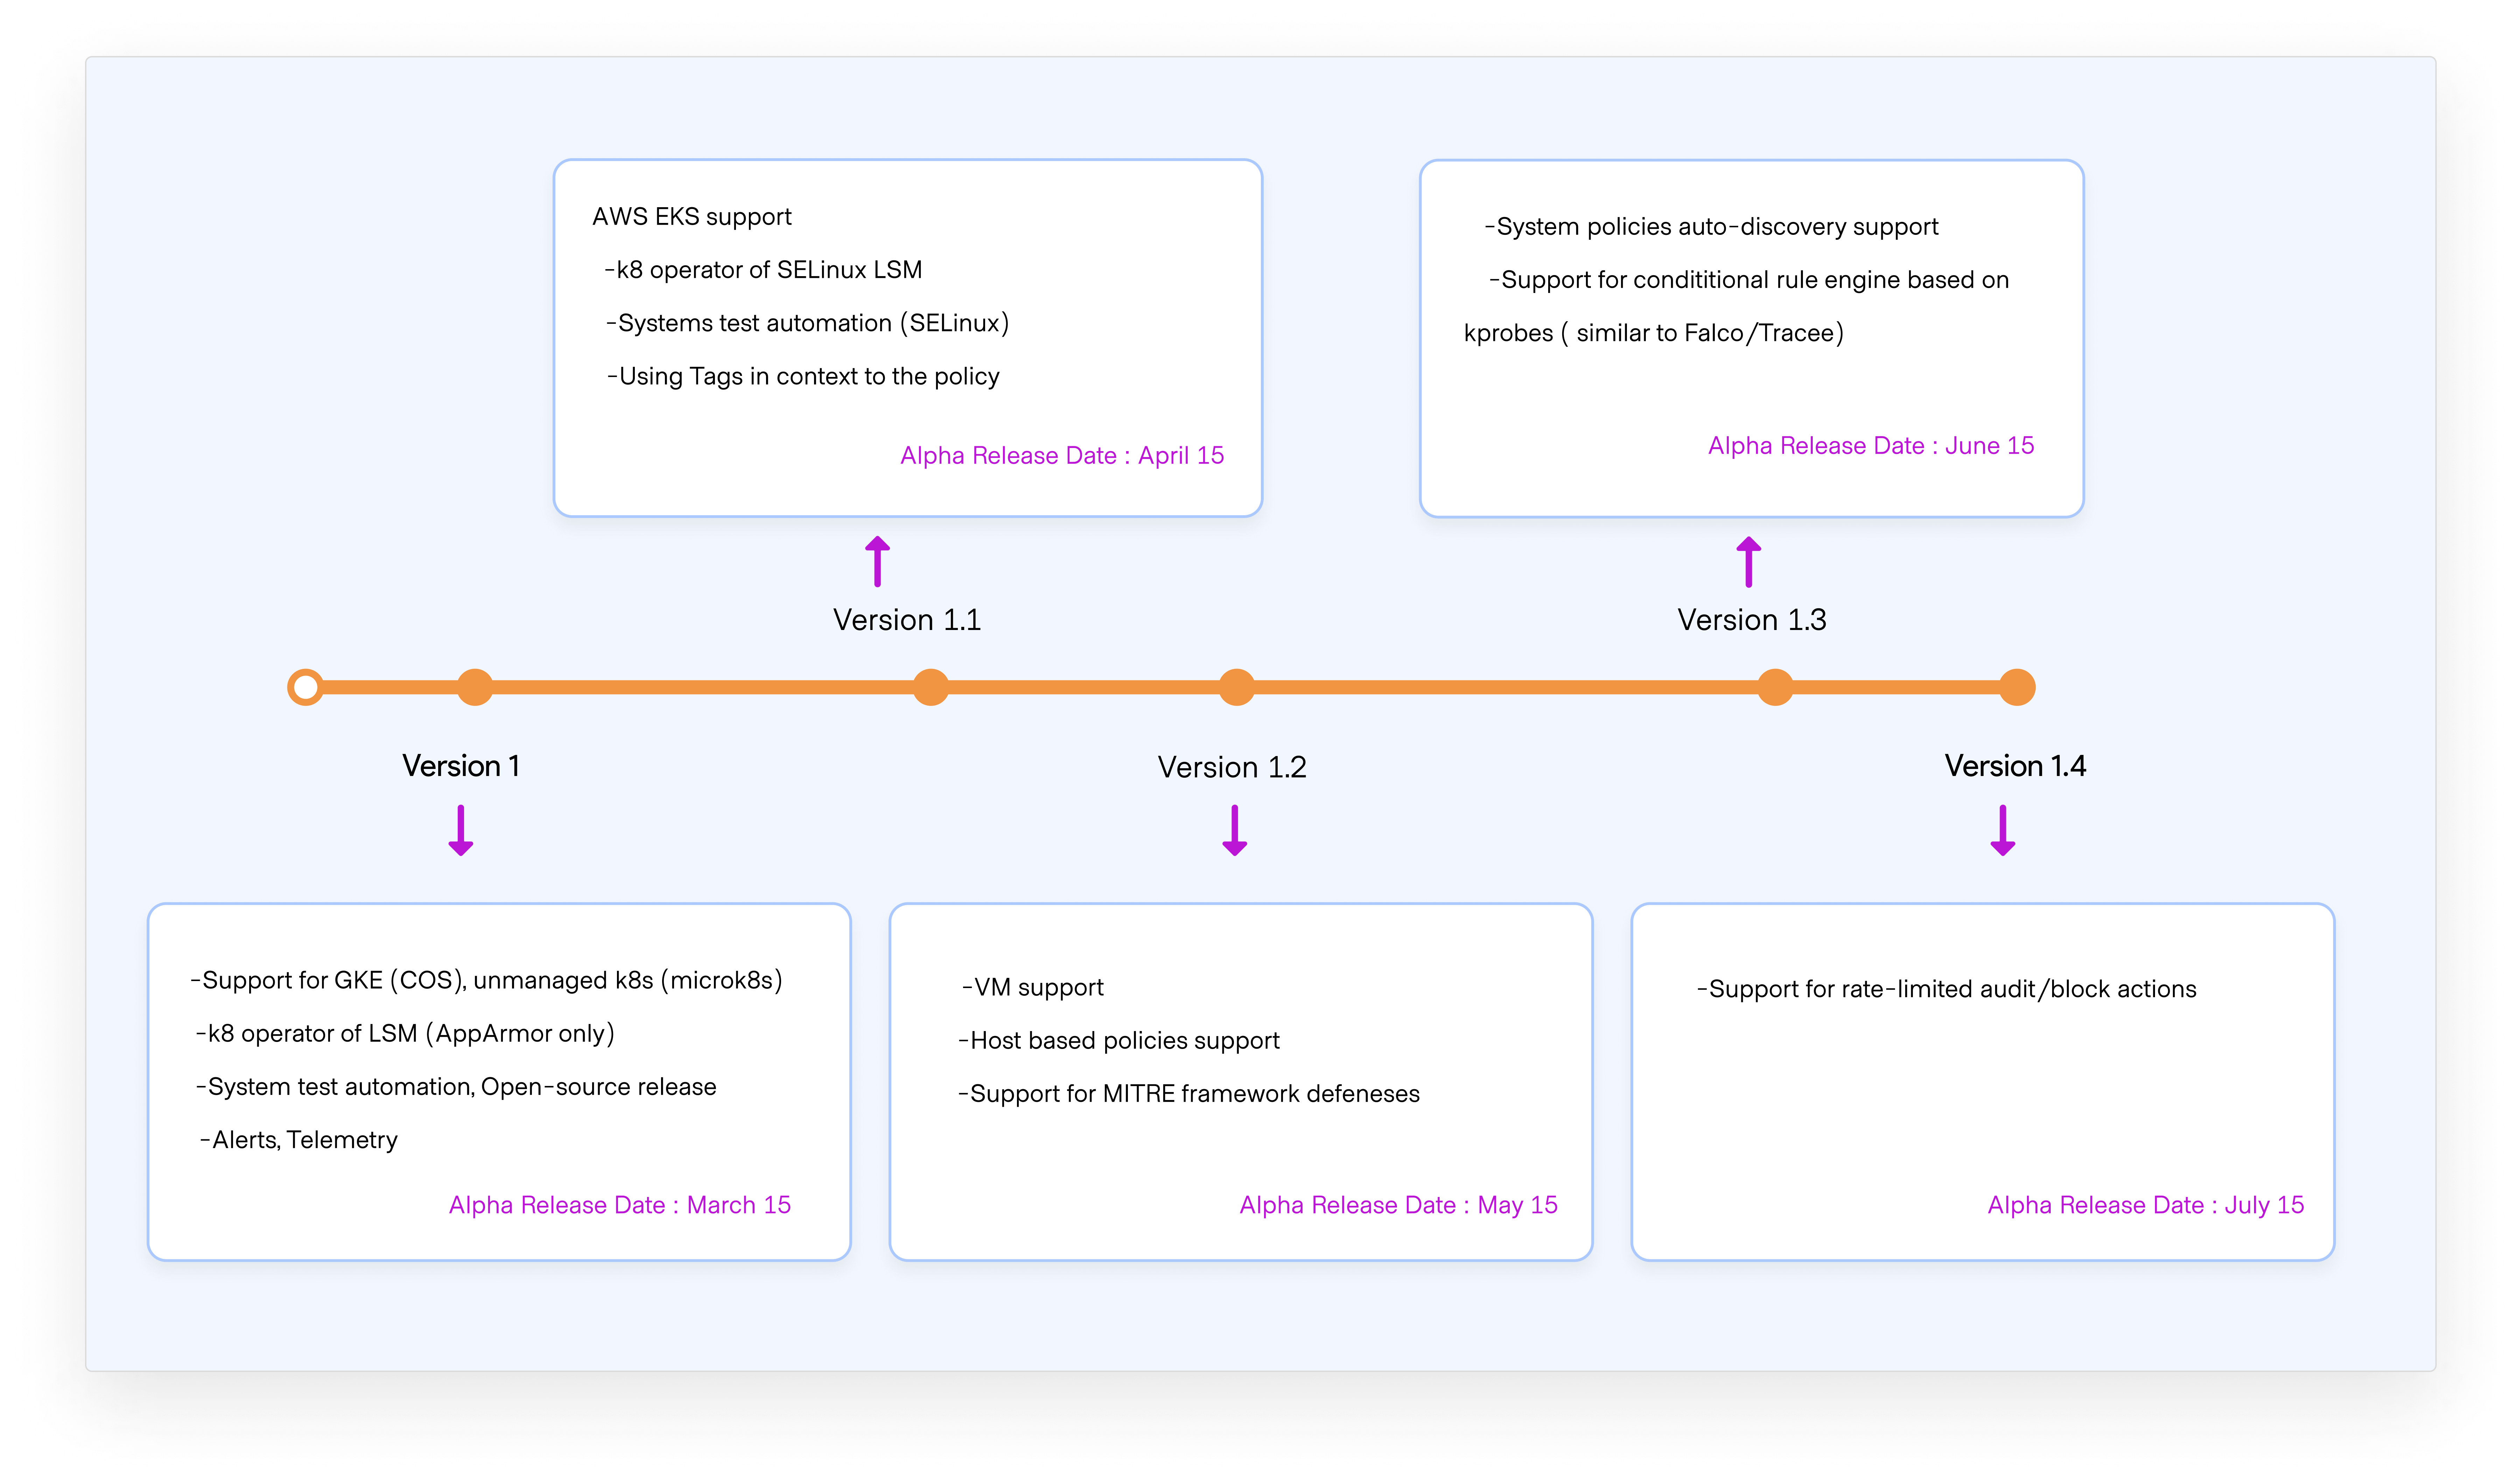 AWS EKS support
-k8 operator of SELinux LSM
-Systems test automation (SELinux)
-Using Tags in context to the policy
Alpha Release Date : April 15
-System policies auto-discovery support
-Support for condititional rule engine based on
kprobes ( similar to Falco/Tracee)
Alpha Release Date : June 15
Version 1.1
Version 1.3
Version 1
Version 1.2
Version 1.4
-Support for GKE (COS), unmanaged k8s (microk8s)
-k8 operator of LSM (AppArmor only)
-System test automation, Open-source release
-Alerts, Telemetry
Alpha Release Date : March 15
-VM support
-Host based policies support
-Support for MITRE framework defeneses
Alpha Release Date : May 15
-Support for rate-limited audit/block actions
Alpha Release Date : July 15